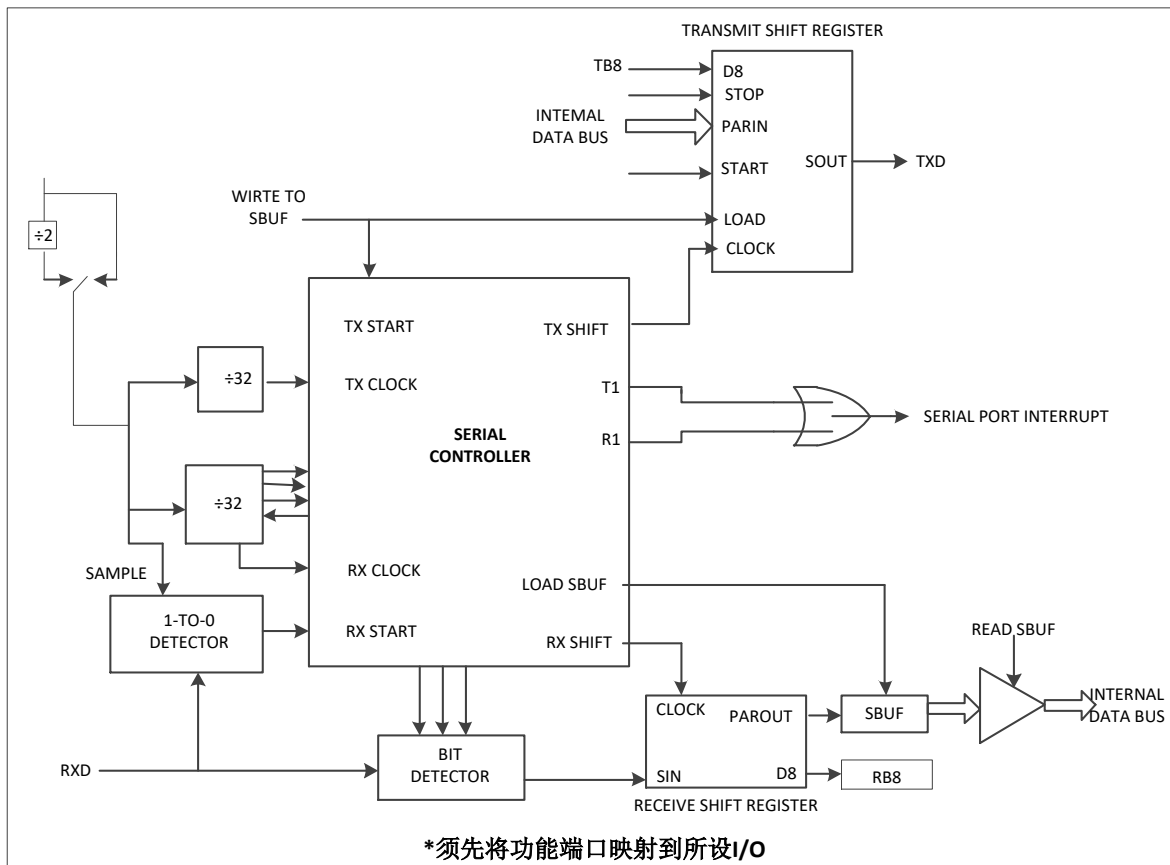 TRANSMIT SHIFT REGISTER
TB8
D8
STOP
INTEMAL
DATA BUS
PARIN
START
SOUT
TXD
WIRTE TO
SBUF
LOAD
CLOCK
÷2
TX START
TX SHIFT
÷32
TX CLOCK
T1
SERIAL PORT INTERRUPT
R1
SERIAL
CONTROLLER
÷32
RX CLOCK
SAMPLE
LOAD SBUF
1-TO-0
DETECTOR
RX START
RX SHIFT
READ SBUF
CLOCK
PAROUT
SBUF
INTERNAL
DATA BUS
RXD
BIT
DETECTOR
SIN
D8
RB8
RECEIVE SHIFT REGISTER
*须先将功能端口映射到所设I/O